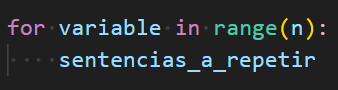 for variable in range(n):
    sentencias_a_repetir